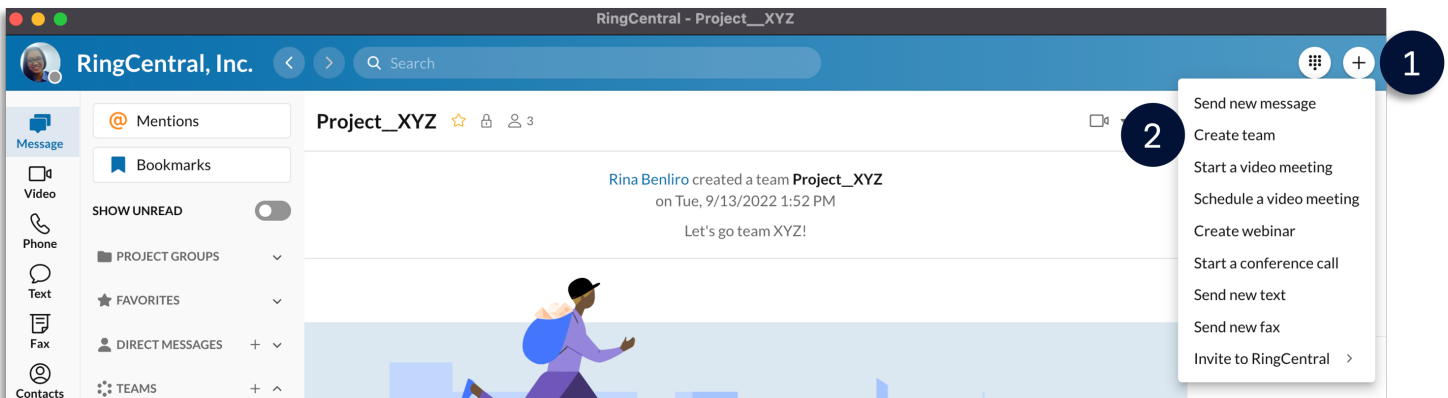 RingCentral - Project__XYZ
RingCentral, Inc.
Search
1
Message
Video
Phone
Text
Fax
Contacts
@ Mentions
Bookmarks
SHOW UNREAD
PROJECT GROUPS
FAVORITES
DIRECT MESSAGES +
TEAMS +
Project__XYZ 3
Rina Benliro created a team Project__XYZ
on Tue, 9/13/2022 1:52 PM
Let's go team XYZ!
2
Send new message
Create team
Start a video meeting
Schedule a video meeting
Create webinar
Start a conference call
Send new text
Send new fax
Invite to RingCentral >